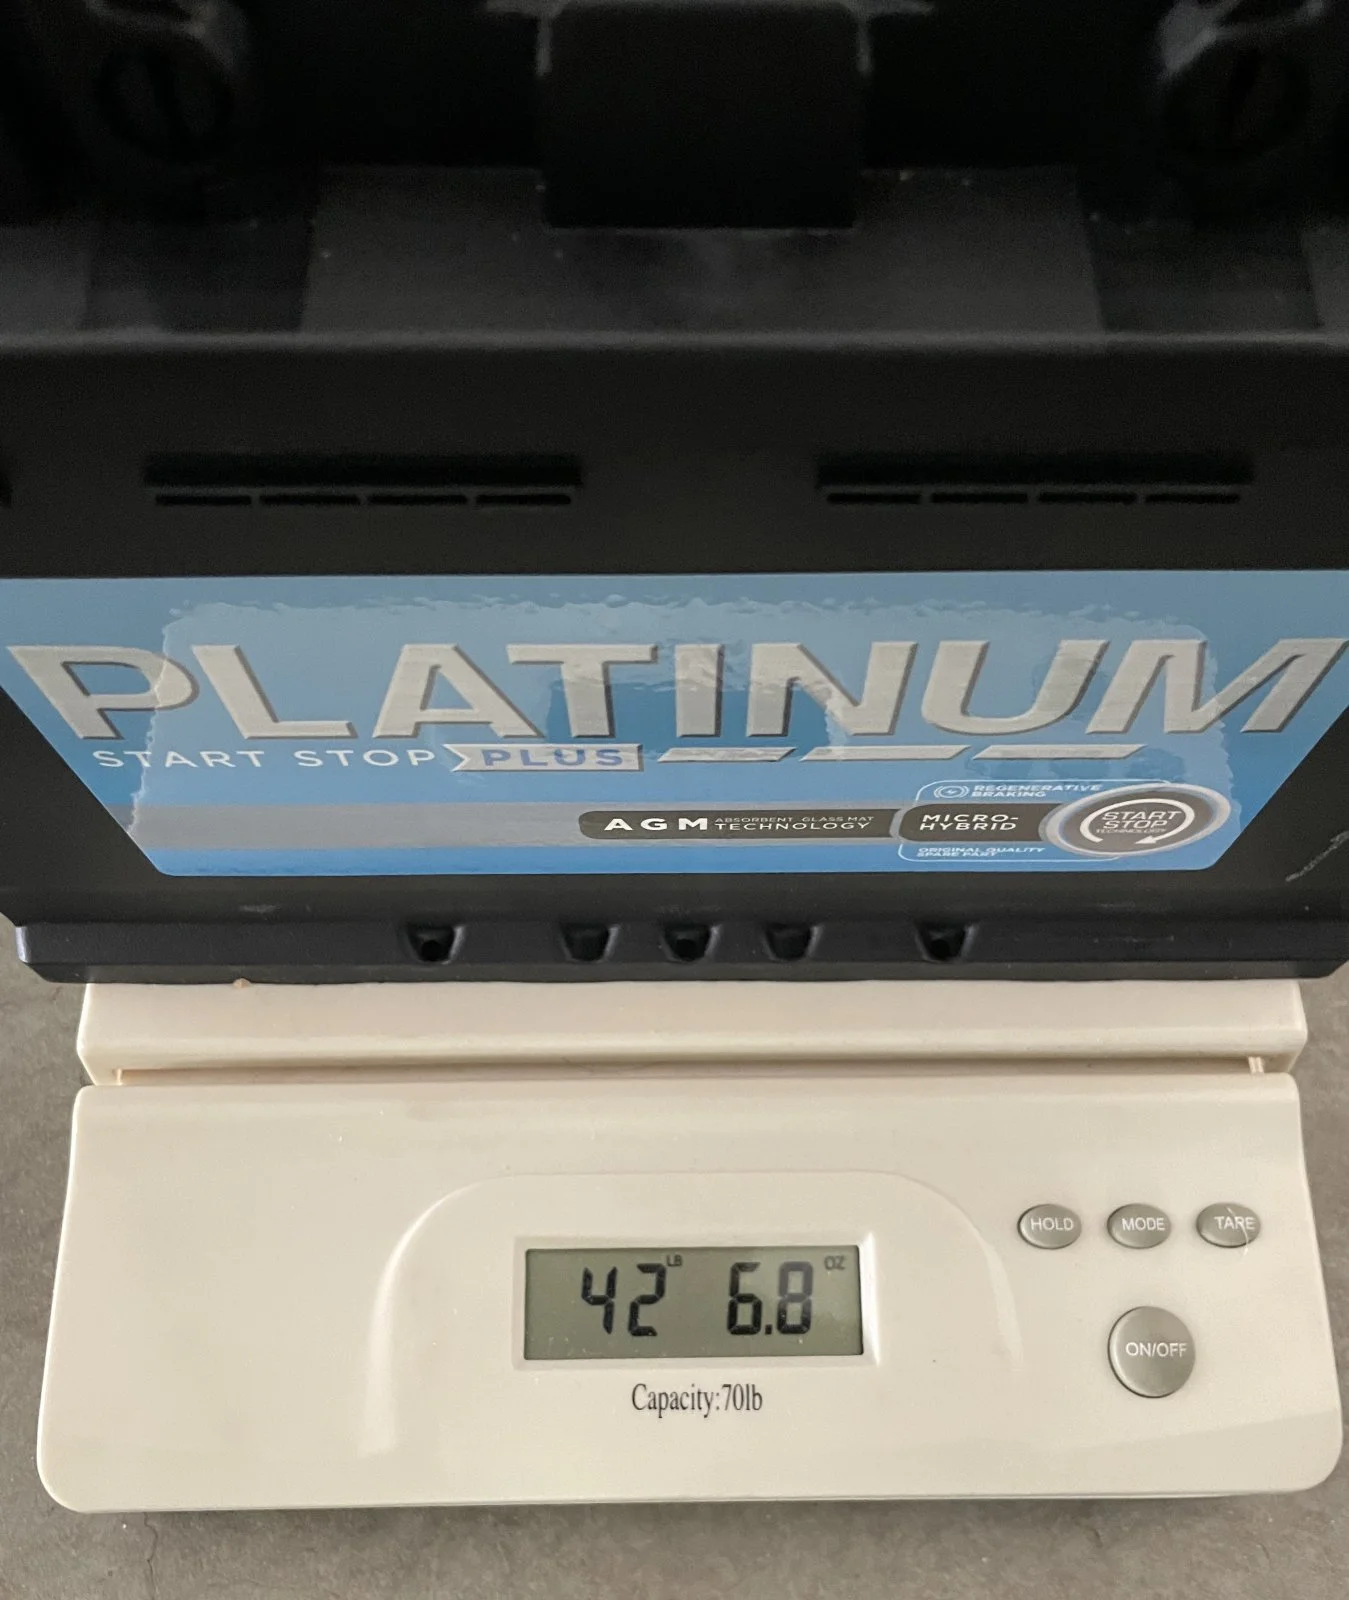 PLATINUM
START STOP PLUS
REGENERATIVE
BRAKING
AGM ABSORBENT GLASS MAT
TECHNOLOGY
MICRO-
HYBRID
START
STOP
TECHNOLOGY
ORIGINAL QUALITY
SPARE PART
HOLD MODE TARE
42 LB 6.8 OZ
ON/OFF
Capacity:70lb